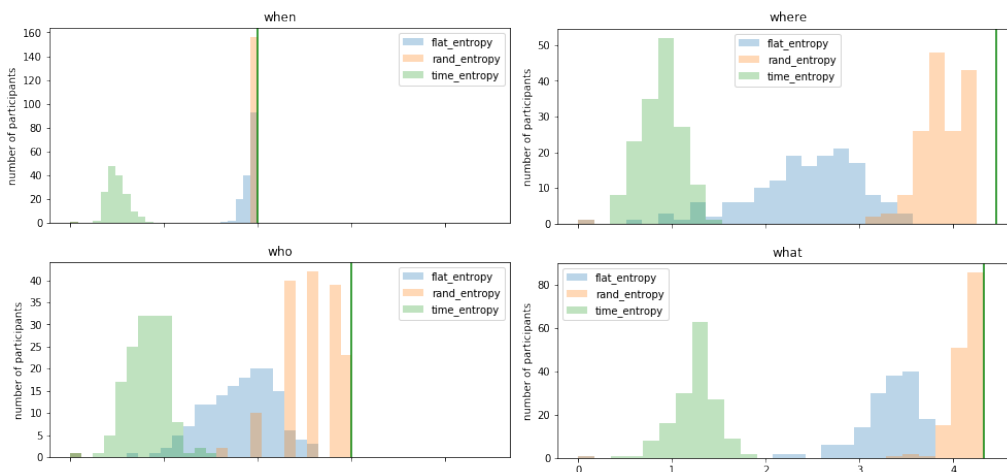 when
number of participants
160
140
120
100
80
60
40
20
0
flat_entropy
rand_entropy
time_entropy
where
number of participants
50
40
30
20
10
0
flat_entropy
rand_entropy
time_entropy
who
number of participants
40
35
30
25
20
15
10
5
0
flat_entropy
rand_entropy
time_entropy
what
number of participants
80
60
40
20
0
flat_entropy
rand_entropy
time_entropy
0 1 2 3 4